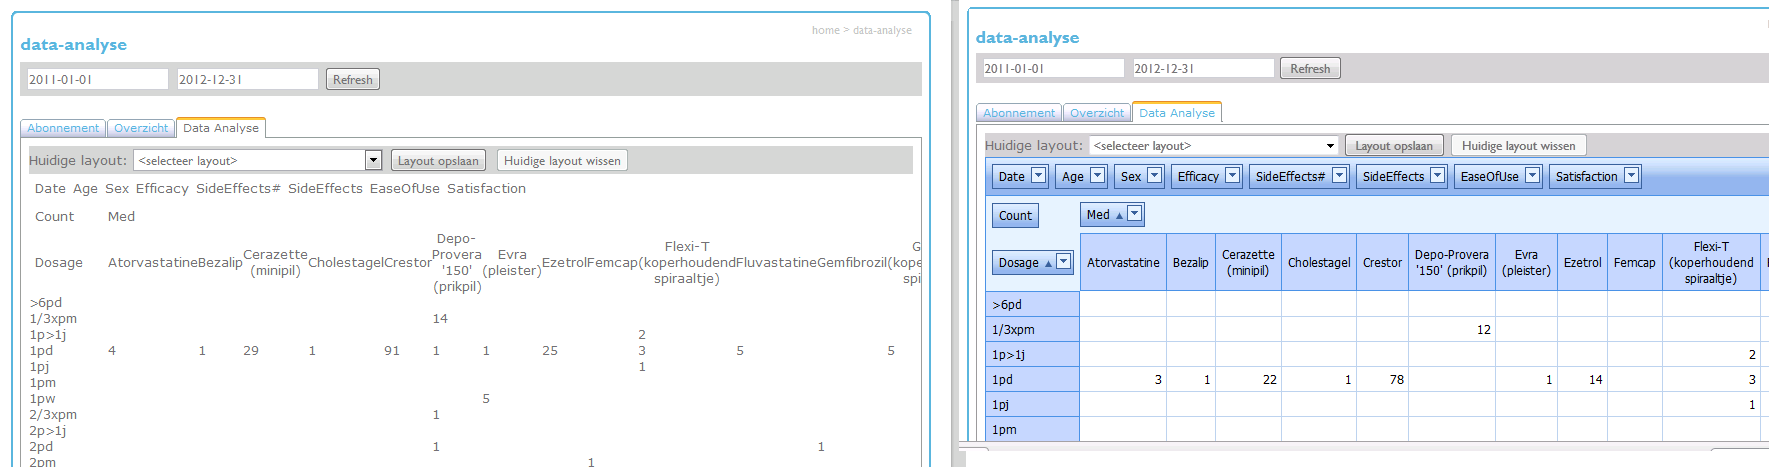 home > data-analyse
data-analyse
2011-01-01 2012-12-31 Refresh
Abonnement Overzicht Data Analyse
Huidige layout: <selecteer layout> Layout opslaan Huidige layout wissen
Date Age Sex Efficacy SideEffects# SideEffects EaseOfUse Satisfaction
Count Med
Dosage Atorvastatine Bezalip Cerazette (minipil) Cholestagel Crestor Depo-Provera '150' (prikpil) Evra (pleister) Ezetrol Femcap Flexi-T (koperhoudend spiraaltje) Fluvastatine Gemfibrozil
>6pd
1/3xpm 14
1p>1j 2
1pd 4 1 29 1 91 1 1 25 3 5 5
1pj 1
1pm
1pw 5
2/3xpm 1
2p>1j
2pd 1 1
2pm 1
data-analyse
2011-01-01 2012-12-31 Refresh
Abonnement Overzicht Data Analyse
Huidige layout: <selecteer layout> Layout opslaan Huidige layout wissen
Date Age Sex Efficacy SideEffects# SideEffects EaseOfUse Satisfaction
Count Med
Dosage Atorvastatine Bezalip Cerazette (minipil) Cholestagel Crestor Depo-Provera '150' (prikpil) Evra (pleister) Ezetrol Femcap Flexi-T (koperhoudend spiraaltje)
>6pd
1/3xpm 12
1p>1j 2
1pd 3 1 22 1 78 1 14 3
1pj 1
1pm